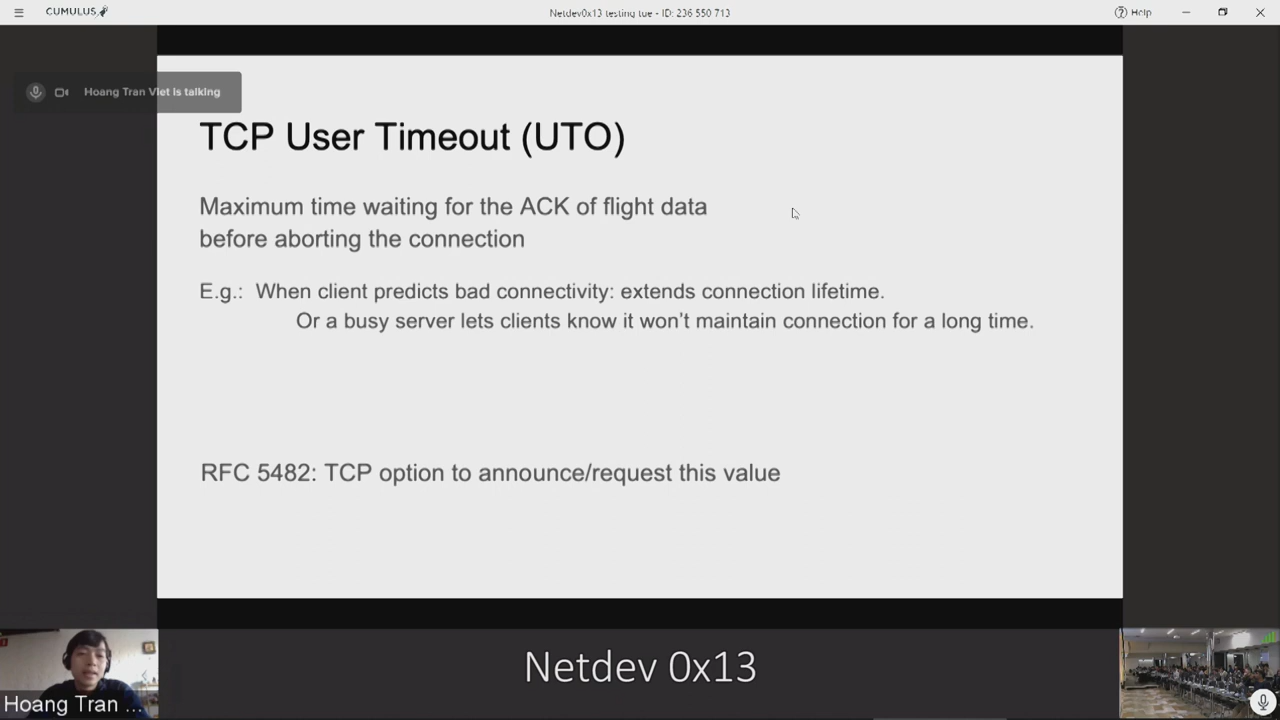 CUMULUS
Netdev0x13 testing tue - ID: 236 550 713
Help
Hoang Tran Viet is talking
TCP User Timeout (UTO)
Maximum time waiting for the ACK of flight data
before aborting the connection
E.g.: When client predicts bad connectivity: extends connection lifetime.
Or a busy server lets clients know it won't maintain connection for a long time.
RFC 5482: TCP option to announce/request this value
Hoang Tran ...
Netdev 0x13